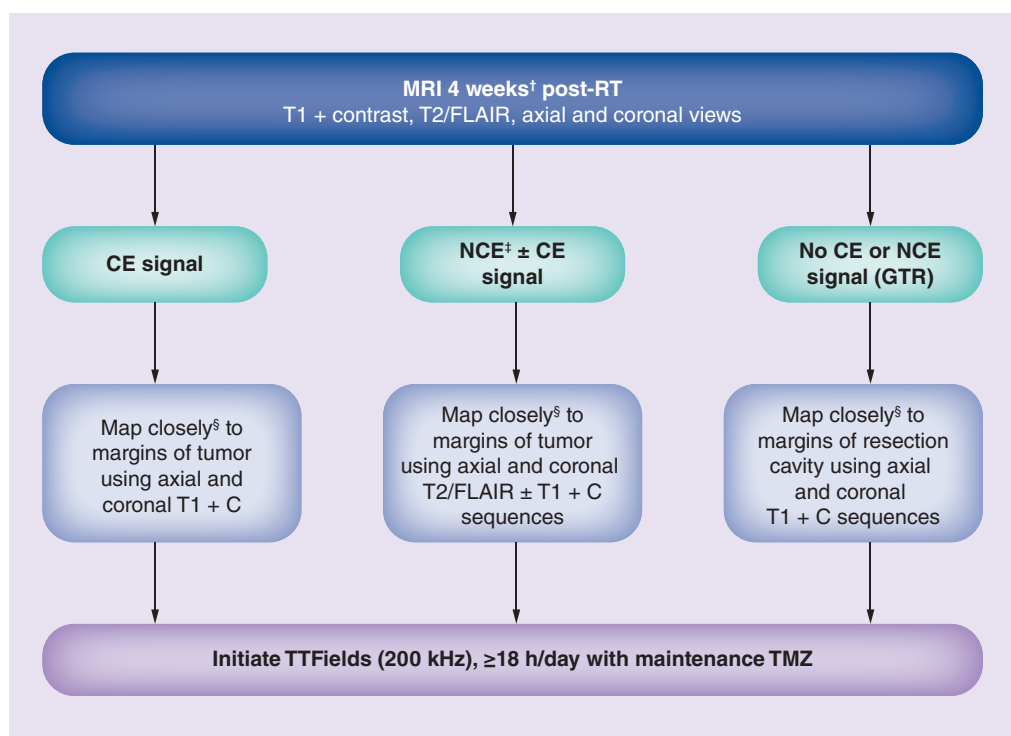 MRI 4 weeks† post-RT
T1 + contrast, T2/FLAIR, axial and coronal views
CE signal
NCE‡ ± CE
signal
No CE or NCE
signal (GTR)
Map closely§ to
margins of tumor
using axial and
coronal T1 + C
Map closely§ to
margins of tumor
using axial and coronal
T2/FLAIR ± T1 + C
sequences
Map closely§ to
margins of resection
cavity using axial
and coronal
T1 + C sequences
Initiate TTFields (200 kHz), ≥18 h/day with maintenance TMZ